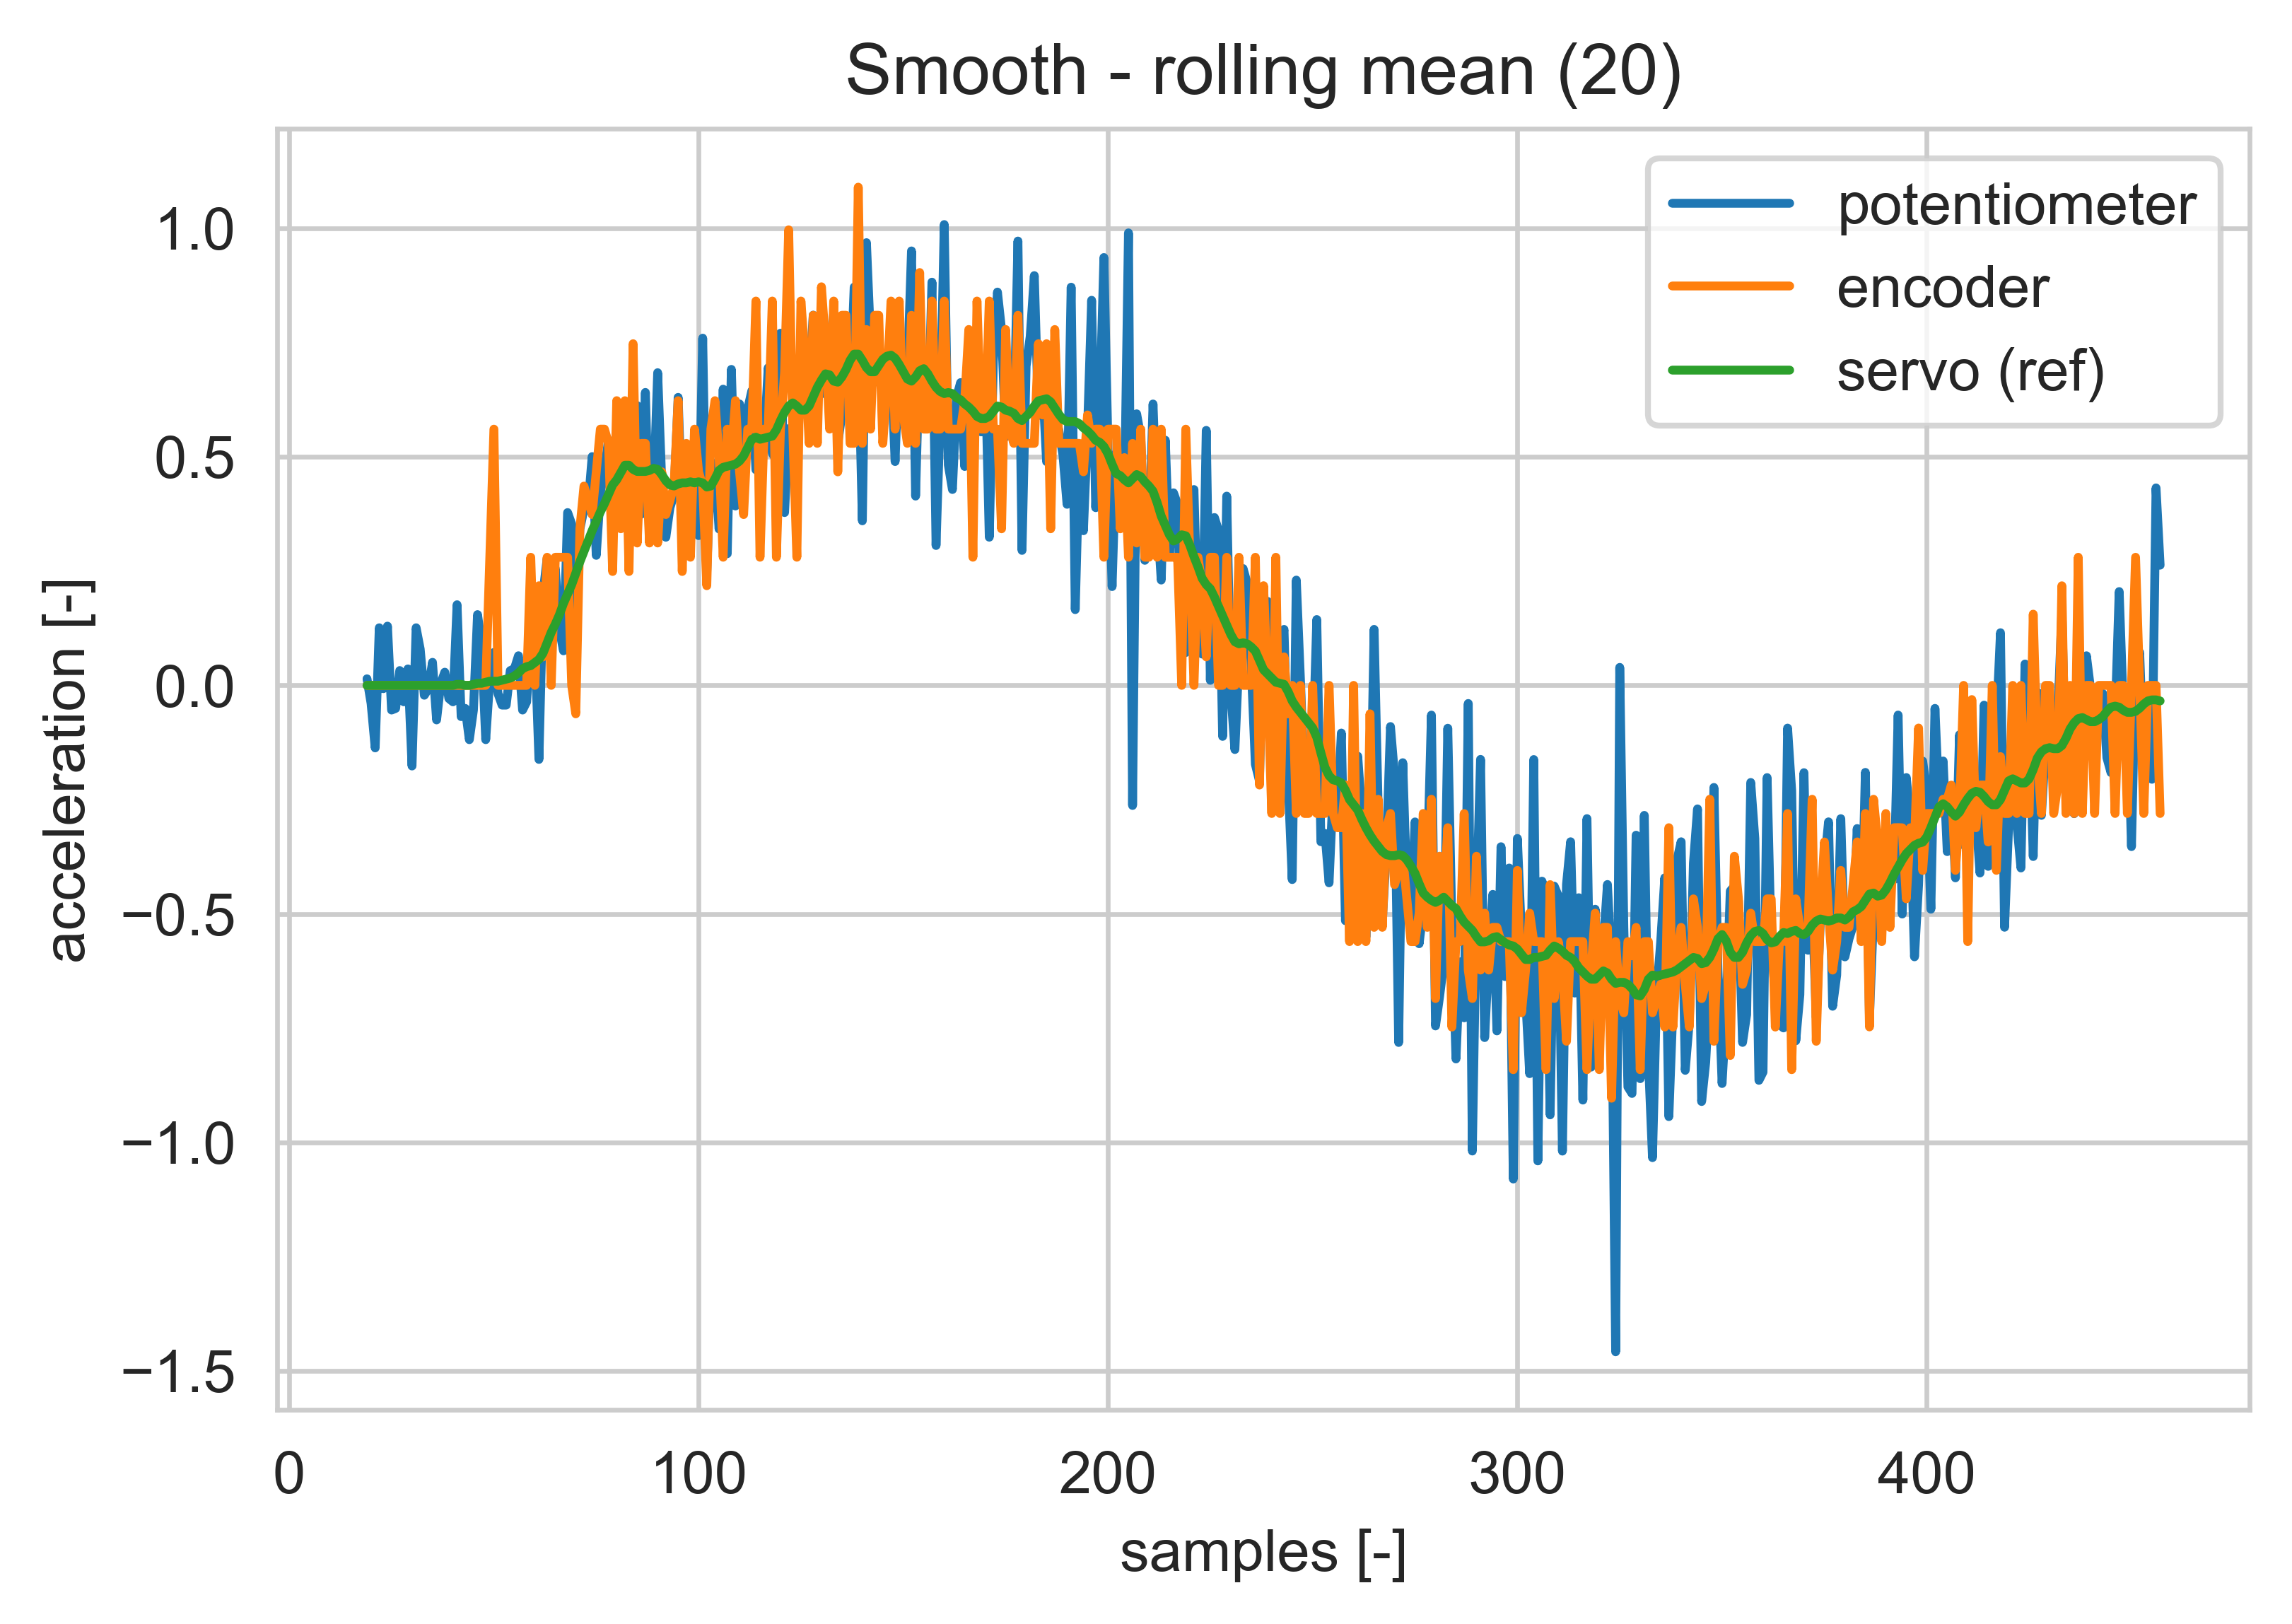 Smooth - rolling mean (20)
potentiometer
encoder
servo (ref)
1.0
0.5
0.0
−0.5
−1.0
−1.5
acceleration [-]
0 100 200 300 400
samples [-]